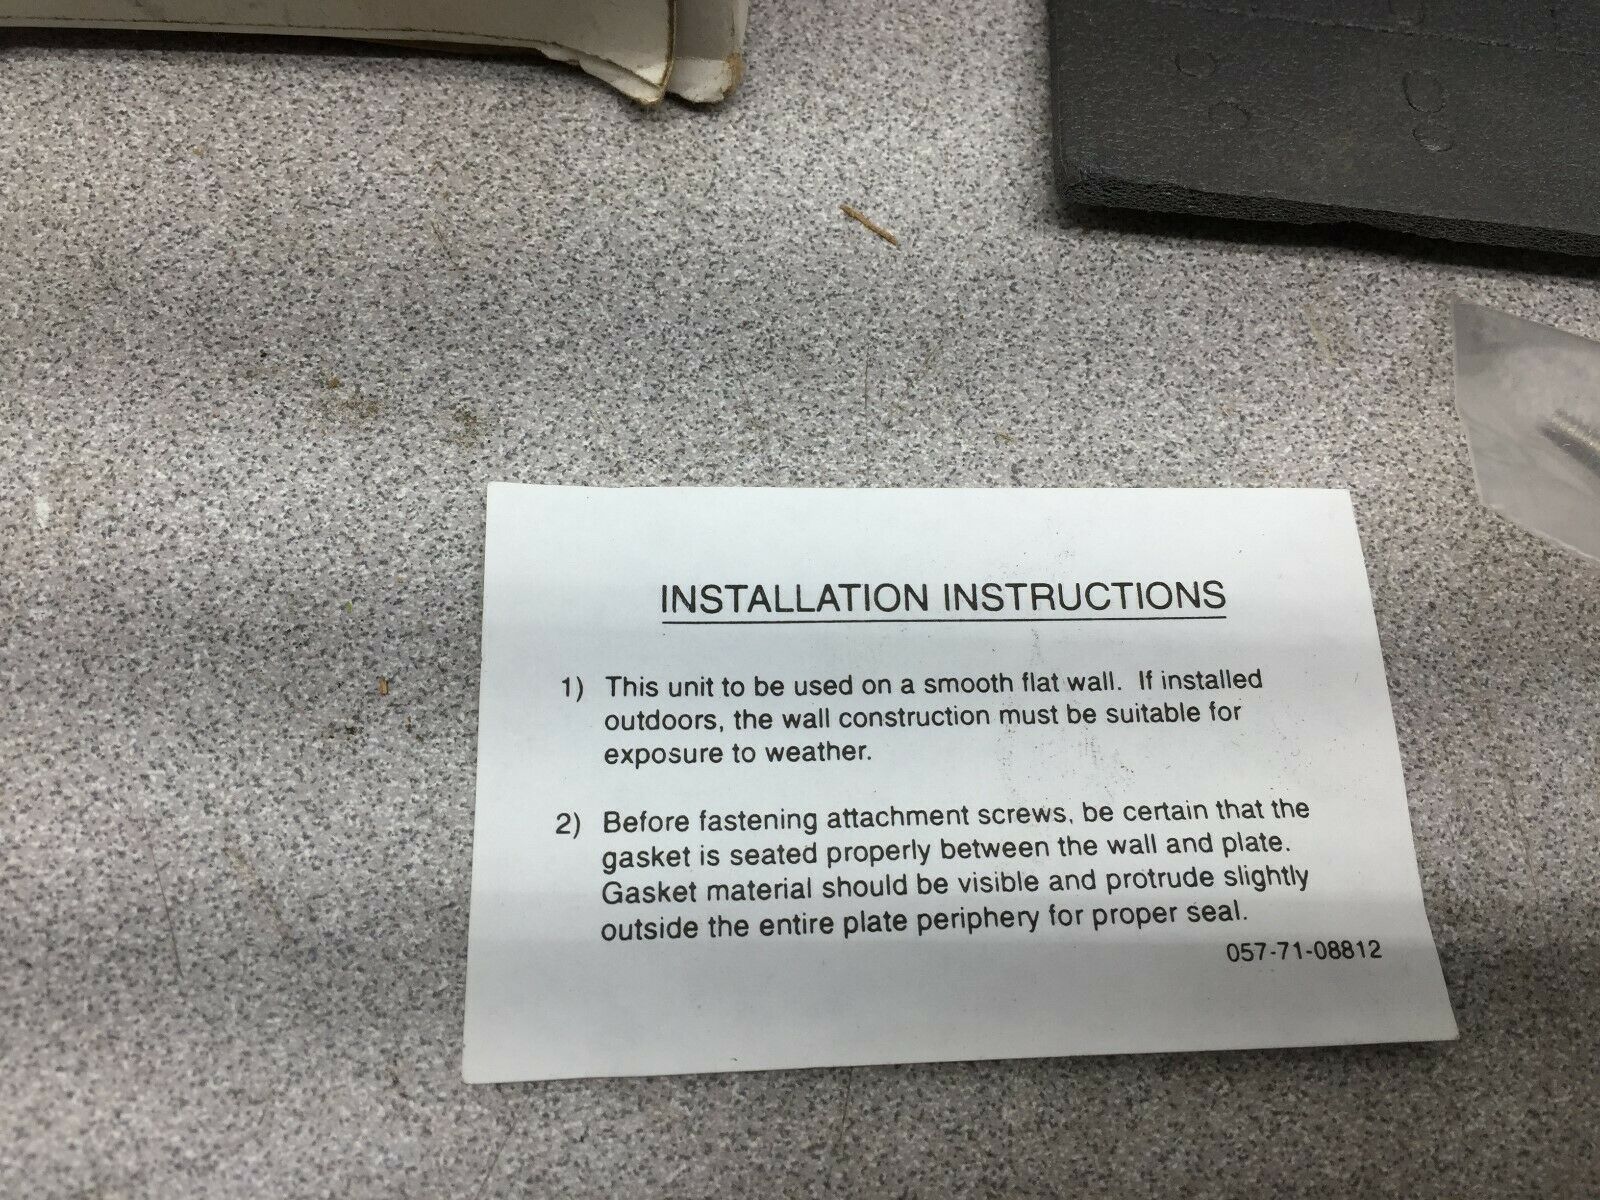 INSTALLATION INSTRUCTIONS
1) This unit to be used on a smooth flat wall. If installed
outdoors, the wall construction must be suitable for
exposure to weather.
2) Before fastening attachment screws, be certain that the
gasket is seated properly between the wall and plate.
Gasket material should be visible and protrude slightly
outside the entire plate periphery for proper seal.
057-71-08812